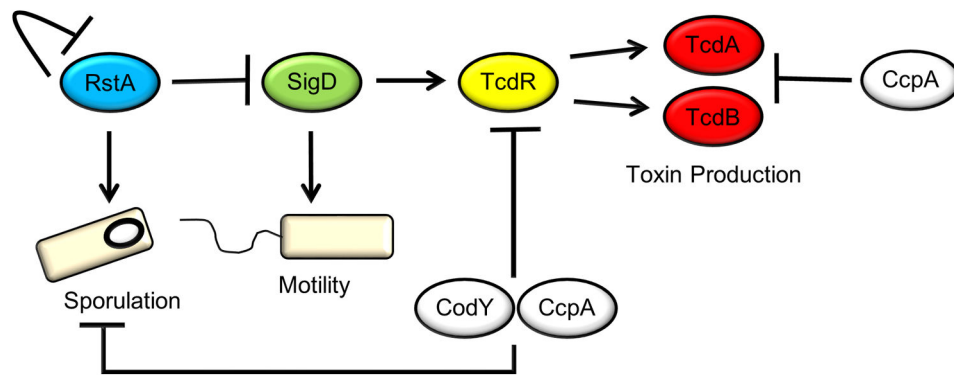 RstA
SigD
TcdR
TcdA
TcdB
CcpA
Toxin Production
Sporulation
Motility
CodY
CcpA